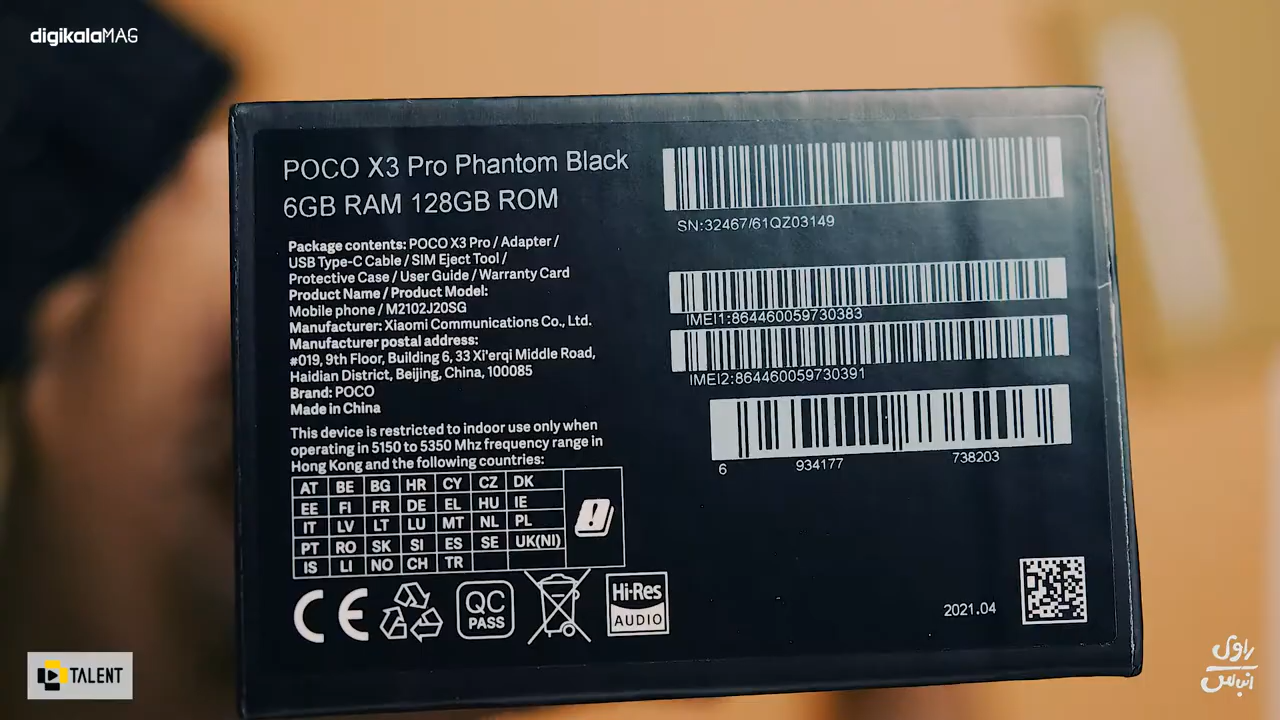 digikalaMAG
POCO X3 Pro Phantom Black
6GB RAM 128GB ROM
Package contents: POCO X3 Pro / Adapter /
USB Type-C Cable / SIM Eject Tool /
Protective Case / User Guide / Warranty Card
Product Name / Product Model:
Mobile phone / M2102J20SG
Manufacturer: Xiaomi Communications Co., Ltd.
Manufacturer postal address:
#019, 9th Floor, Building 6, 33 Xi'erqi Middle Road,
Haidian District, Beijing, China, 100085
Brand: POCO
Made in China
This device is restricted to indoor use only when
operating in 5150 to 5350 Mhz frequency range in
Hong Kong and the following countries:
AT BE BG HR CY CZ DK
EE FI FR DE EL HU IE
IT LV LT LU MT NL PL
PT RO SK SI ES SE UK(NI)
IS LI NO CH TR
CE
QC
PASS
Hi-Res
AUDIO
SN:32467/61QZ03149
IMEI1:864460059730383
IMEI2:864460059730391
6 934177 738203
2021.04
TALENT
راوی
آنباکس